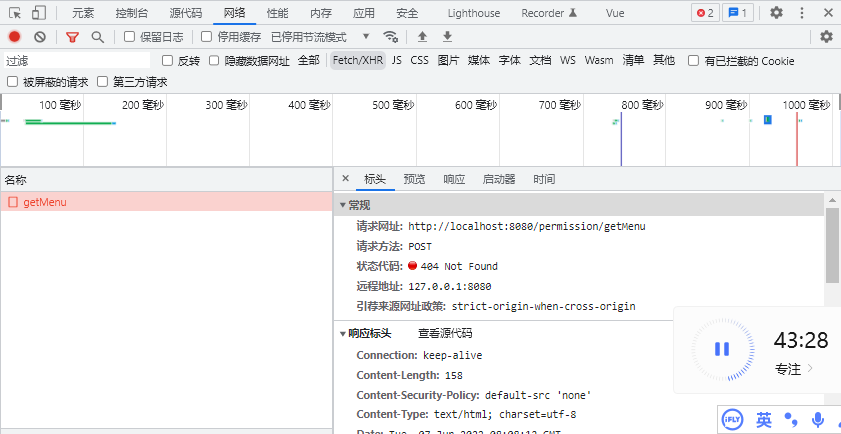 元素 控制台 源代码 网络 性能 内存 应用 安全 Lighthouse Recorder Vue 2 1
保留日志 停用缓存 已停用节流模式
过滤 反转 隐藏数据网址 全部 Fetch/XHR JS CSS 图片 媒体 字体 文档 WS Wasm 清单 其他 有已拦截的 Cookie
被屏蔽的请求 第三方请求
100 毫秒 200 毫秒 300 毫秒 400 毫秒 500 毫秒 600 毫秒 700 毫秒 800 毫秒 900 毫秒 1000 毫秒
名称 × 标头 预览 响应 启动器 时间
getMenu
常规
请求网址: http://localhost:8080/permission/getMenu
请求方法: POST
状态代码: 404 Not Found
远程地址: 127.0.0.1:8080
引荐来源网址政策: strict-origin-when-cross-origin
响应标头 查看源代码
Connection: keep-alive
Content-Length: 158
Content-Security-Policy: default-src 'none'
Content-Type: text/html; charset=utf-8
Date: Tue, 07 Jun 2022 08:08:12 GMT
43:28
专注
iFLY 英